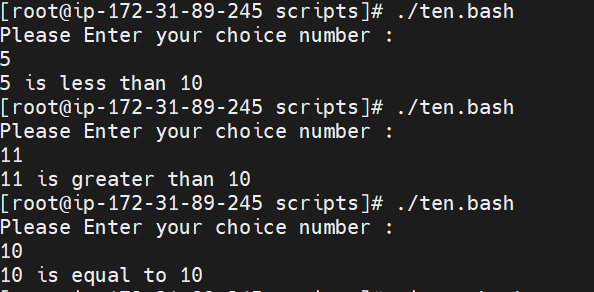 [root@ip-172-31-89-245 scripts]# ./ten.bash
Please Enter your choice number :
5
5 is less than 10
[root@ip-172-31-89-245 scripts]# ./ten.bash
Please Enter your choice number :
11
11 is greater than 10
[root@ip-172-31-89-245 scripts]# ./ten.bash
Please Enter your choice number :
10
10 is equal to 10